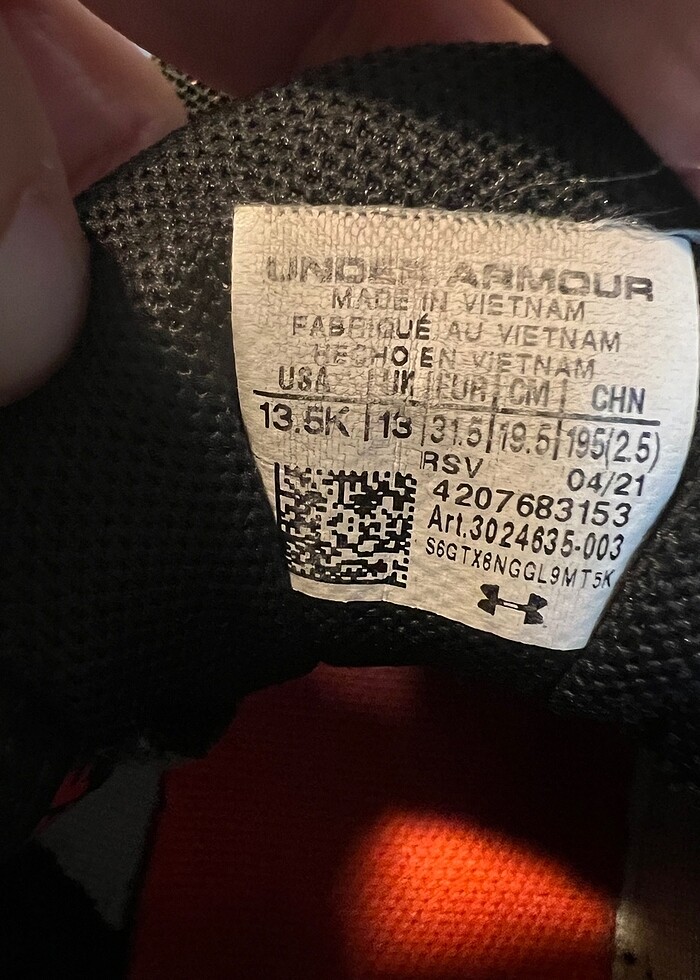 UNDER ARMOUR
MADE IN VIETNAM
FABRIQUÉ AU VIETNAM
HECHO EN VIETNAM
USA | UK | EUR | CM | CHN
13.5K | 13 | 31.5 | 19.5 | 195(2.5)
RSV 04/21
4207683153
Art.3024635-003
S6GTX6NGGL9MT5K